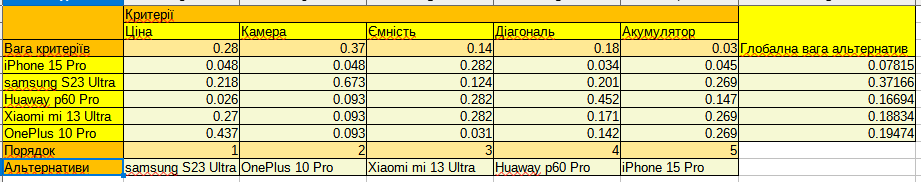 Критерії
Ціна Камера Ємність Діагональ Акумулятор
Вага критеріїв 0.28 0.37 0.14 0.18 0.03 Глобальна вага альтернатив
iPhone 15 Pro 0.048 0.048 0.282 0.034 0.045 0.07815
samsung S23 Ultra 0.218 0.673 0.124 0.201 0.269 0.37166
Huaway p60 Pro 0.026 0.093 0.282 0.452 0.147 0.16694
Xiaomi mi 13 Ultra 0.27 0.093 0.282 0.171 0.269 0.18834
OnePlus 10 Pro 0.437 0.093 0.031 0.142 0.269 0.19474
Порядок 1 2 3 4 5
Альтернативи samsung S23 Ultra OnePlus 10 Pro Xiaomi mi 13 Ultra Huaway p60 Pro iPhone 15 Pro